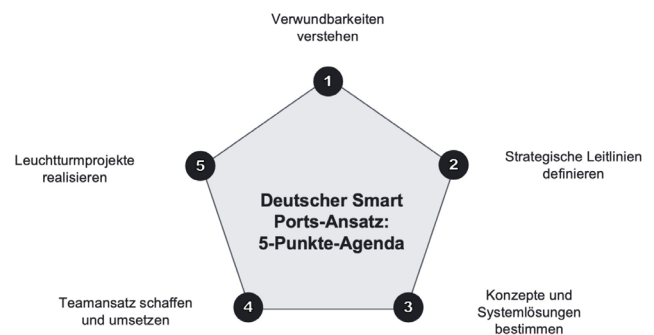 Verwundbarkeiten
verstehen
1
Leuchtturmprojekte
realisieren
5
2
Strategische Leitlinien
definieren
Deutscher Smart
Ports-Ansatz:
5-Punkte-Agenda
Teamansatz schaffen
und umsetzen
4
3
Konzepte und
Systemlösungen
bestimmen